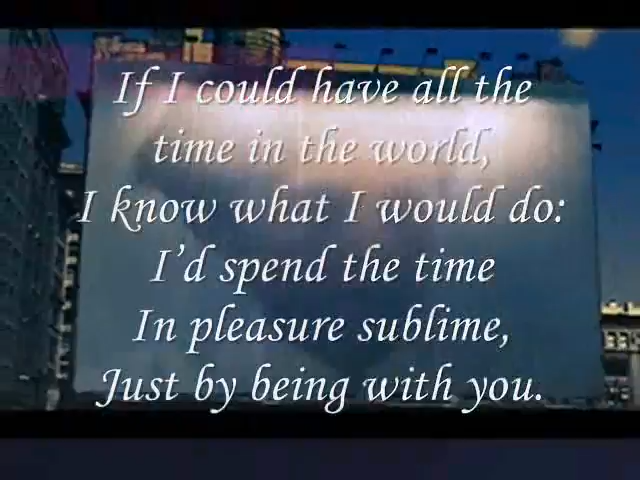 If I could have all the
time in the world,
I know what I would do:
I’d spend the time
In pleasure sublime,
Just by being with you.